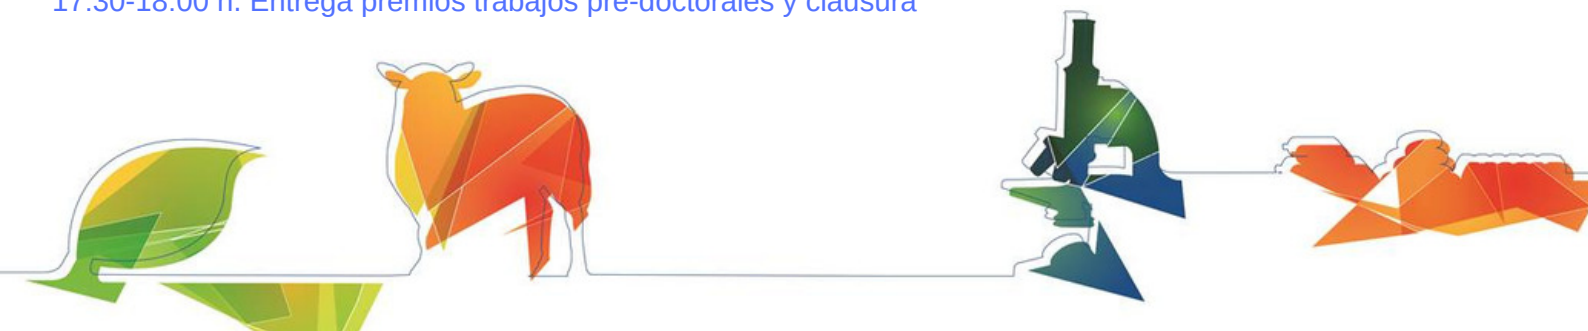 17.30-18.00 h. Entrega premios trabajos pre-doctorales y clausura